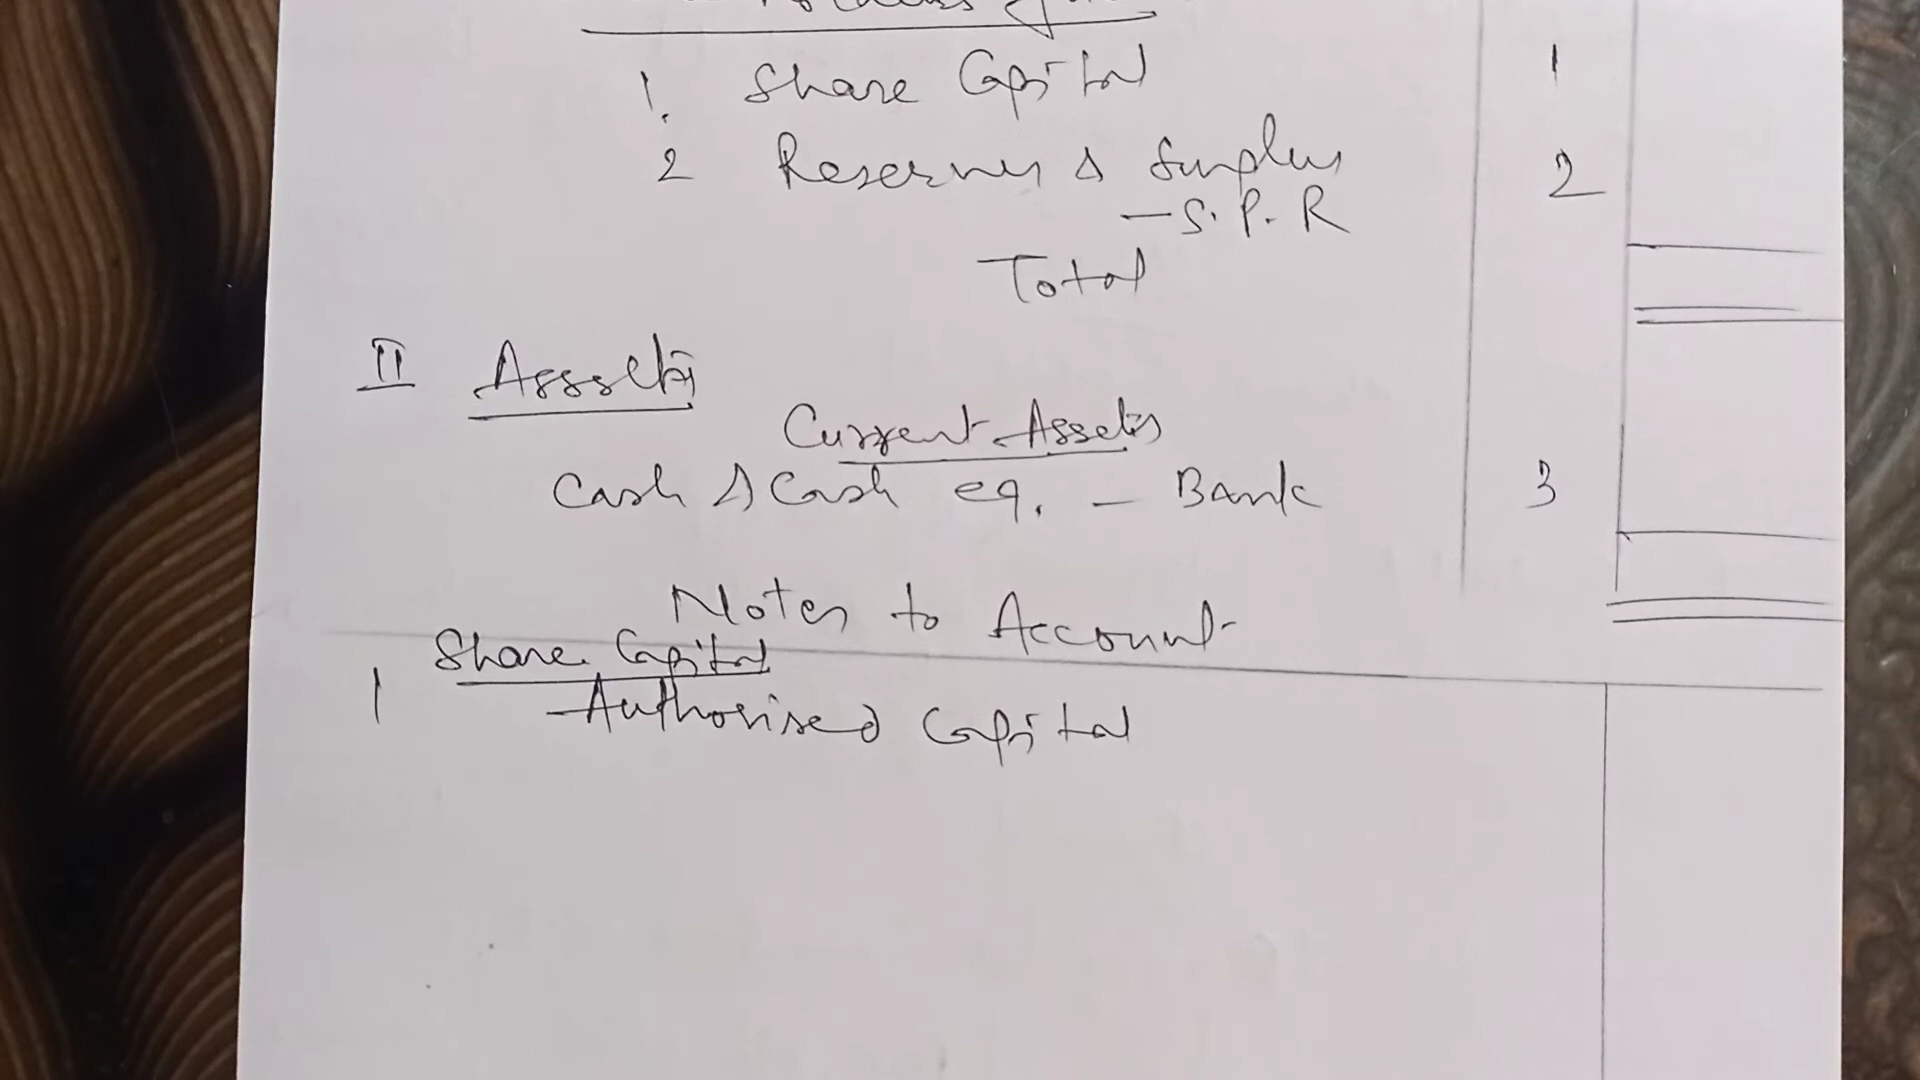 1. Share Capital 1
2 Reserves & Surplus 2
— S. P. R
Total
II Asssets
Current Assets
Cash & Cash eq. – Bank 3
Notes to Account
Share Capital
1 Authorised Capital